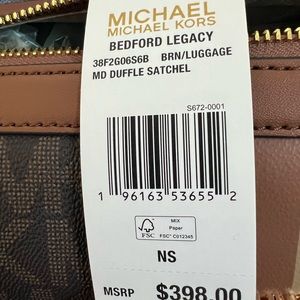 MICHAEL
MICHAEL KORS
BEDFORD LEGACY
38F2G06S6B BRN/LUGGAGE
MD DUFFLE SATCHEL
S672-0001
1 96163 53655 2
FSC
MIX
Paper
FSC® C012345
NS
MSRP $398.00